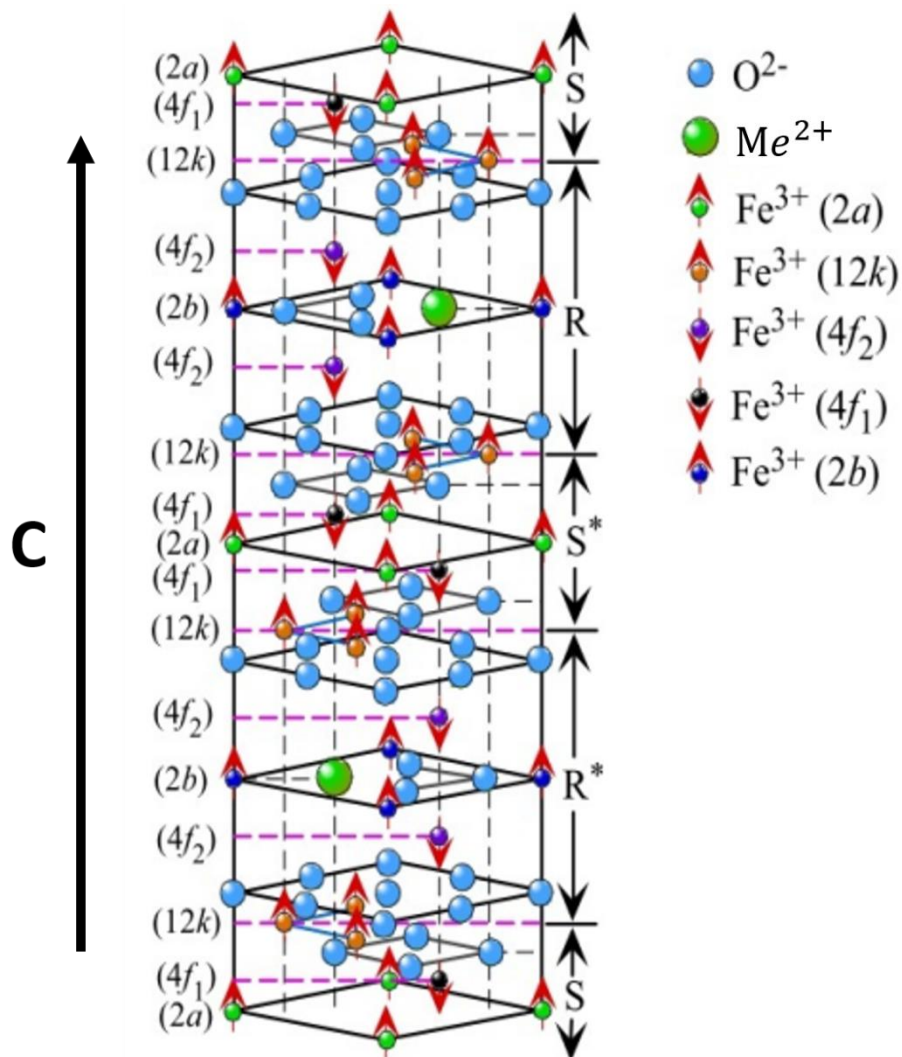 (2a)
(4f1)
(12k)
(4f2)
(2b)
(4f2)
(12k)
(4f1)
(2a)
(4f1)
(12k)
(4f2)
(2b)
(4f2)
(12k)
(4f1)
(2a)
C
S
R
S*
R*
S
O2-
Me2+
Fe3+ (2a)
Fe3+ (12k)
Fe3+ (4f2)
Fe3+ (4f1)
Fe3+ (2b)